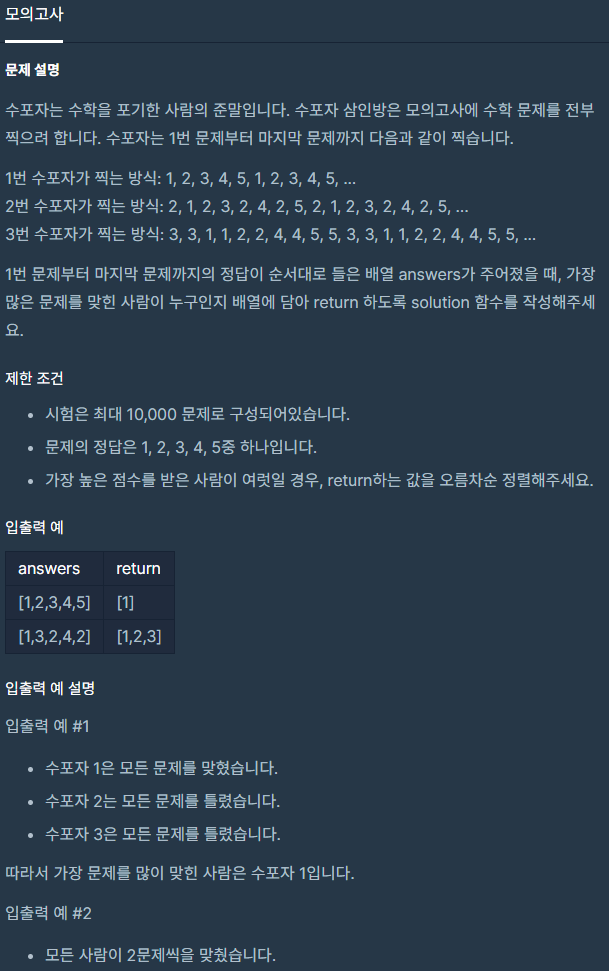 모의고사
문제 설명
수포자는 수학을 포기한 사람의 준말입니다. 수포자 삼인방은 모의고사에 수학 문제를 전부
찍으려 합니다. 수포자는 1번 문제부터 마지막 문제까지 다음과 같이 찍습니다.
1번 수포자가 찍는 방식: 1, 2, 3, 4, 5, 1, 2, 3, 4, 5, ...
2번 수포자가 찍는 방식: 2, 1, 2, 3, 2, 4, 2, 5, 2, 1, 2, 3, 2, 4, 2, 5, ...
3번 수포자가 찍는 방식: 3, 3, 1, 1, 2, 2, 4, 4, 5, 5, 3, 3, 1, 1, 2, 2, 4, 4, 5, 5, ...
1번 문제부터 마지막 문제까지의 정답이 순서대로 들은 배열 answers가 주어졌을 때, 가장
많은 문제를 맞힌 사람이 누구인지 배열에 담아 return 하도록 solution 함수를 작성해주세
요.
제한 조건
• 시험은 최대 10,000 문제로 구성되어있습니다.
• 문제의 정답은 1, 2, 3, 4, 5중 하나입니다.
• 가장 높은 점수를 받은 사람이 여럿일 경우, return하는 값을 오름차순 정렬해주세요.
입출력 예
answers return
[1,2,3,4,5] [1]
[1,3,2,4,2] [1,2,3]
입출력 예 설명
입출력 예 #1
• 수포자 1은 모든 문제를 맞혔습니다.
• 수포자 2는 모든 문제를 틀렸습니다.
• 수포자 3은 모든 문제를 틀렸습니다.
따라서 가장 문제를 많이 맞힌 사람은 수포자 1입니다.
입출력 예 #2
• 모든 사람이 2문제씩을 맞췄습니다.